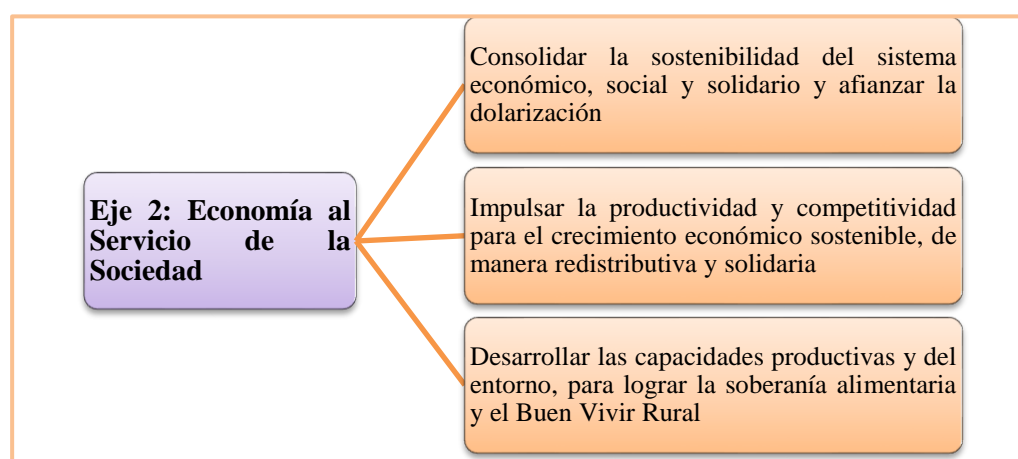 Eje 2: Economía al
Servicio de la
Sociedad
Consolidar la sostenibilidad del sistema
económico, social y solidario y afianzar la
dolarización
Impulsar la productividad y competitividad
para el crecimiento económico sostenible, de
manera redistributiva y solidaria
Desarrollar las capacidades productivas y del
entorno, para lograr la soberanía alimentaria
y el Buen Vivir Rural